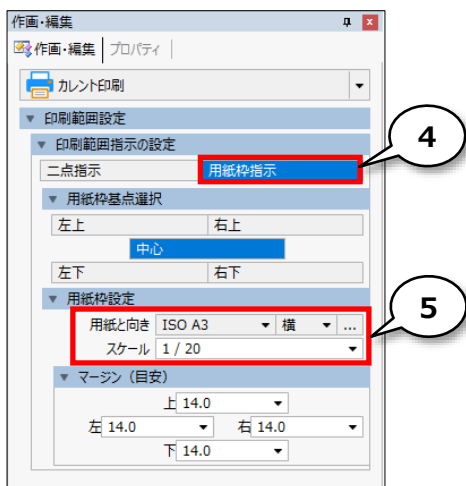 作画・編集
作画・編集 プロパティ
カレント印刷
印刷範囲設定
印刷範囲指示の設定
4
二点指示 用紙枠指示
用紙枠基点選択
左上 右上
中心
左下 右下
用紙枠設定
5
用紙と向き ISO A3 横 ...
スケール 1 / 20
マージン（目安）
上 14.0
左 14.0 右 14.0
下 14.0